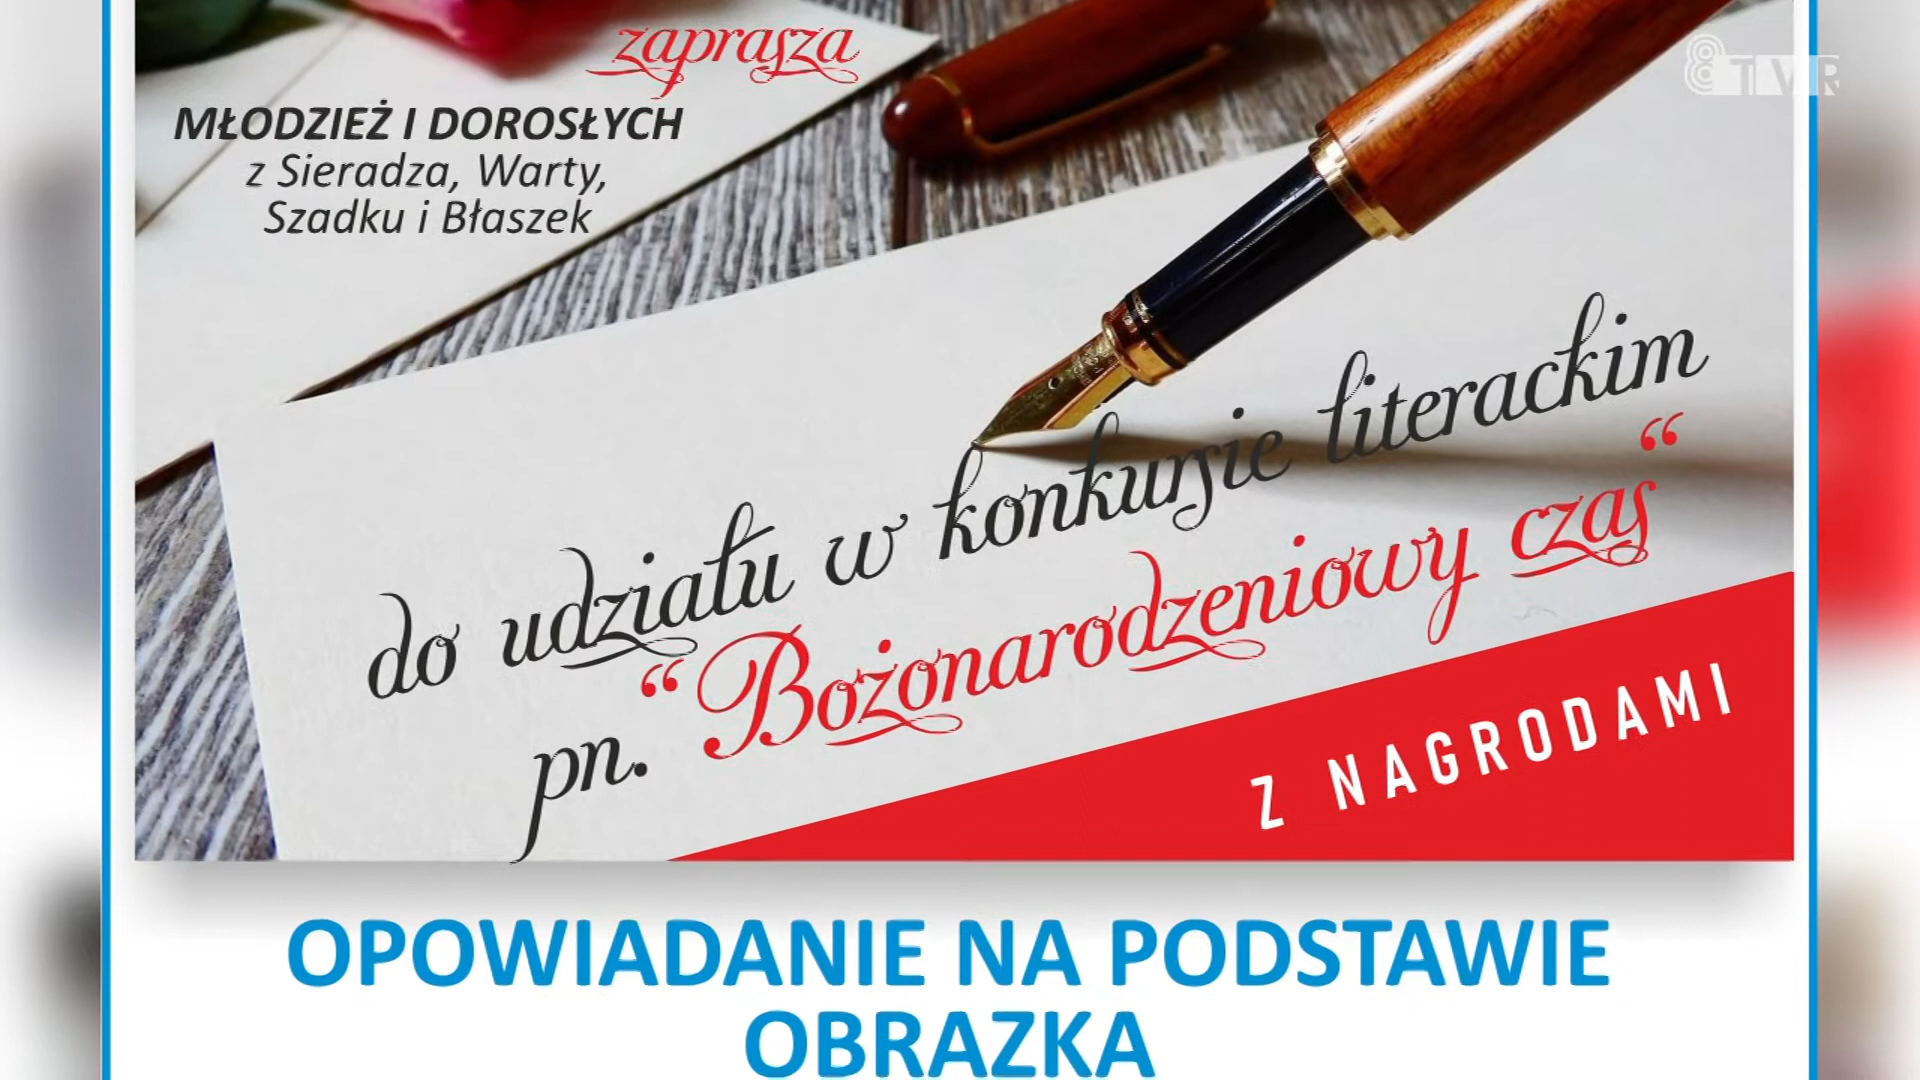 zaprasza
TVR
MŁODZIEŻ I DOROSŁYCH
z Sieradza, Warty,
Szadku i Błaszek
do udziału w konkursie literackim
pn. “Bożonarodzeniowy czas“
Z NAGRODAMI
OPOWIADANIE NA PODSTAWIE
OBRAZKA